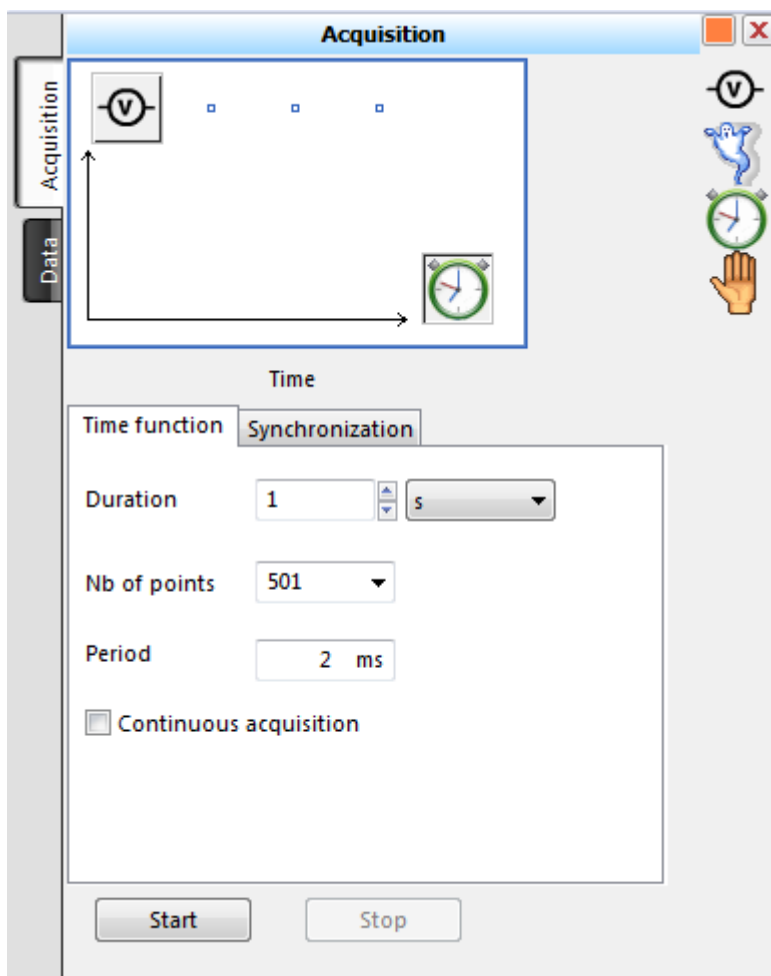 Acquisition
Acquisition
Data
V
V
Time
Time function
Synchronization
Duration
1
s
Nb of points
501
Period
2 ms
Continuous acquisition
Start
Stop